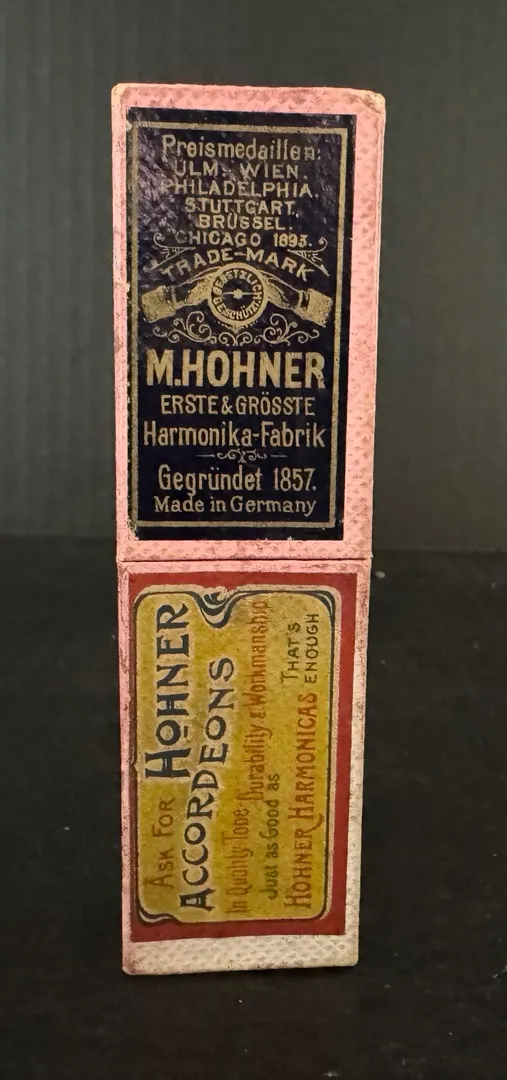 Preismedaillen:
ULM. WIEN.
PHILADELPHIA.
STUTTGART.
BRÜSSEL.
CHICAGO 1893.
TRADE-MARK
GESETZLICH
GESCHÜTZT
M.HOHNER
ERSTE & GRÖSSTE
Harmonika-Fabrik
Gegründet 1857.
Made in Germany
ASK FOR HOHNER
ACCORDEONS
In Quality Tone Durability & Workmanship
Just as Good as THAT'S
HOHNER HARMONICAS ENOUGH